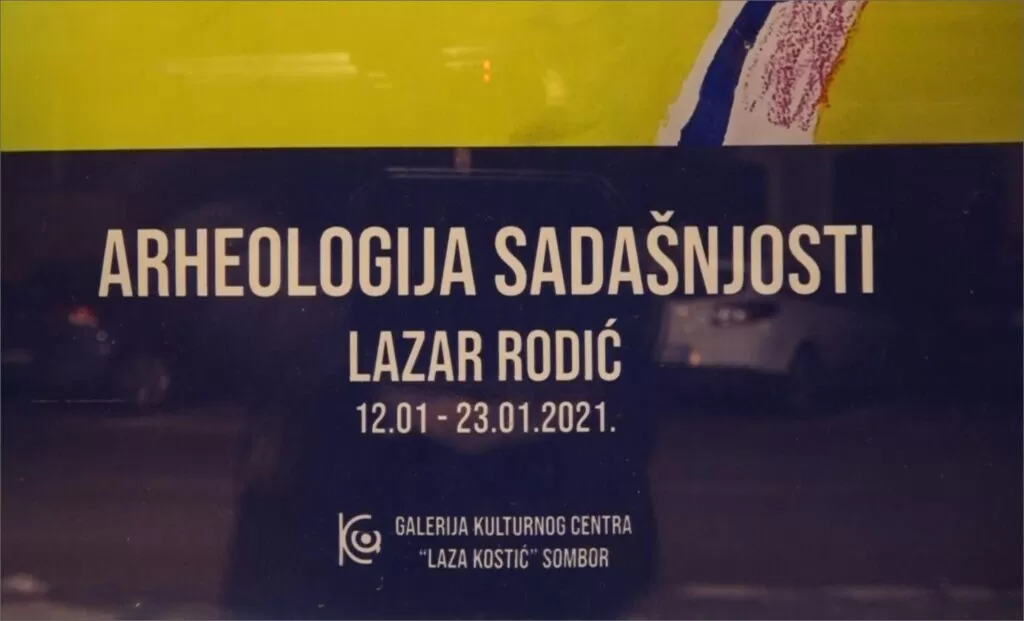 ARHEOLOGIJA SADAŠNJOSTI
LAZAR RODIĆ
12.01 - 23.01.2021.
GALERIJA KULTURNOG CENTRA
“LAZA KOSTIĆ” SOMBOR